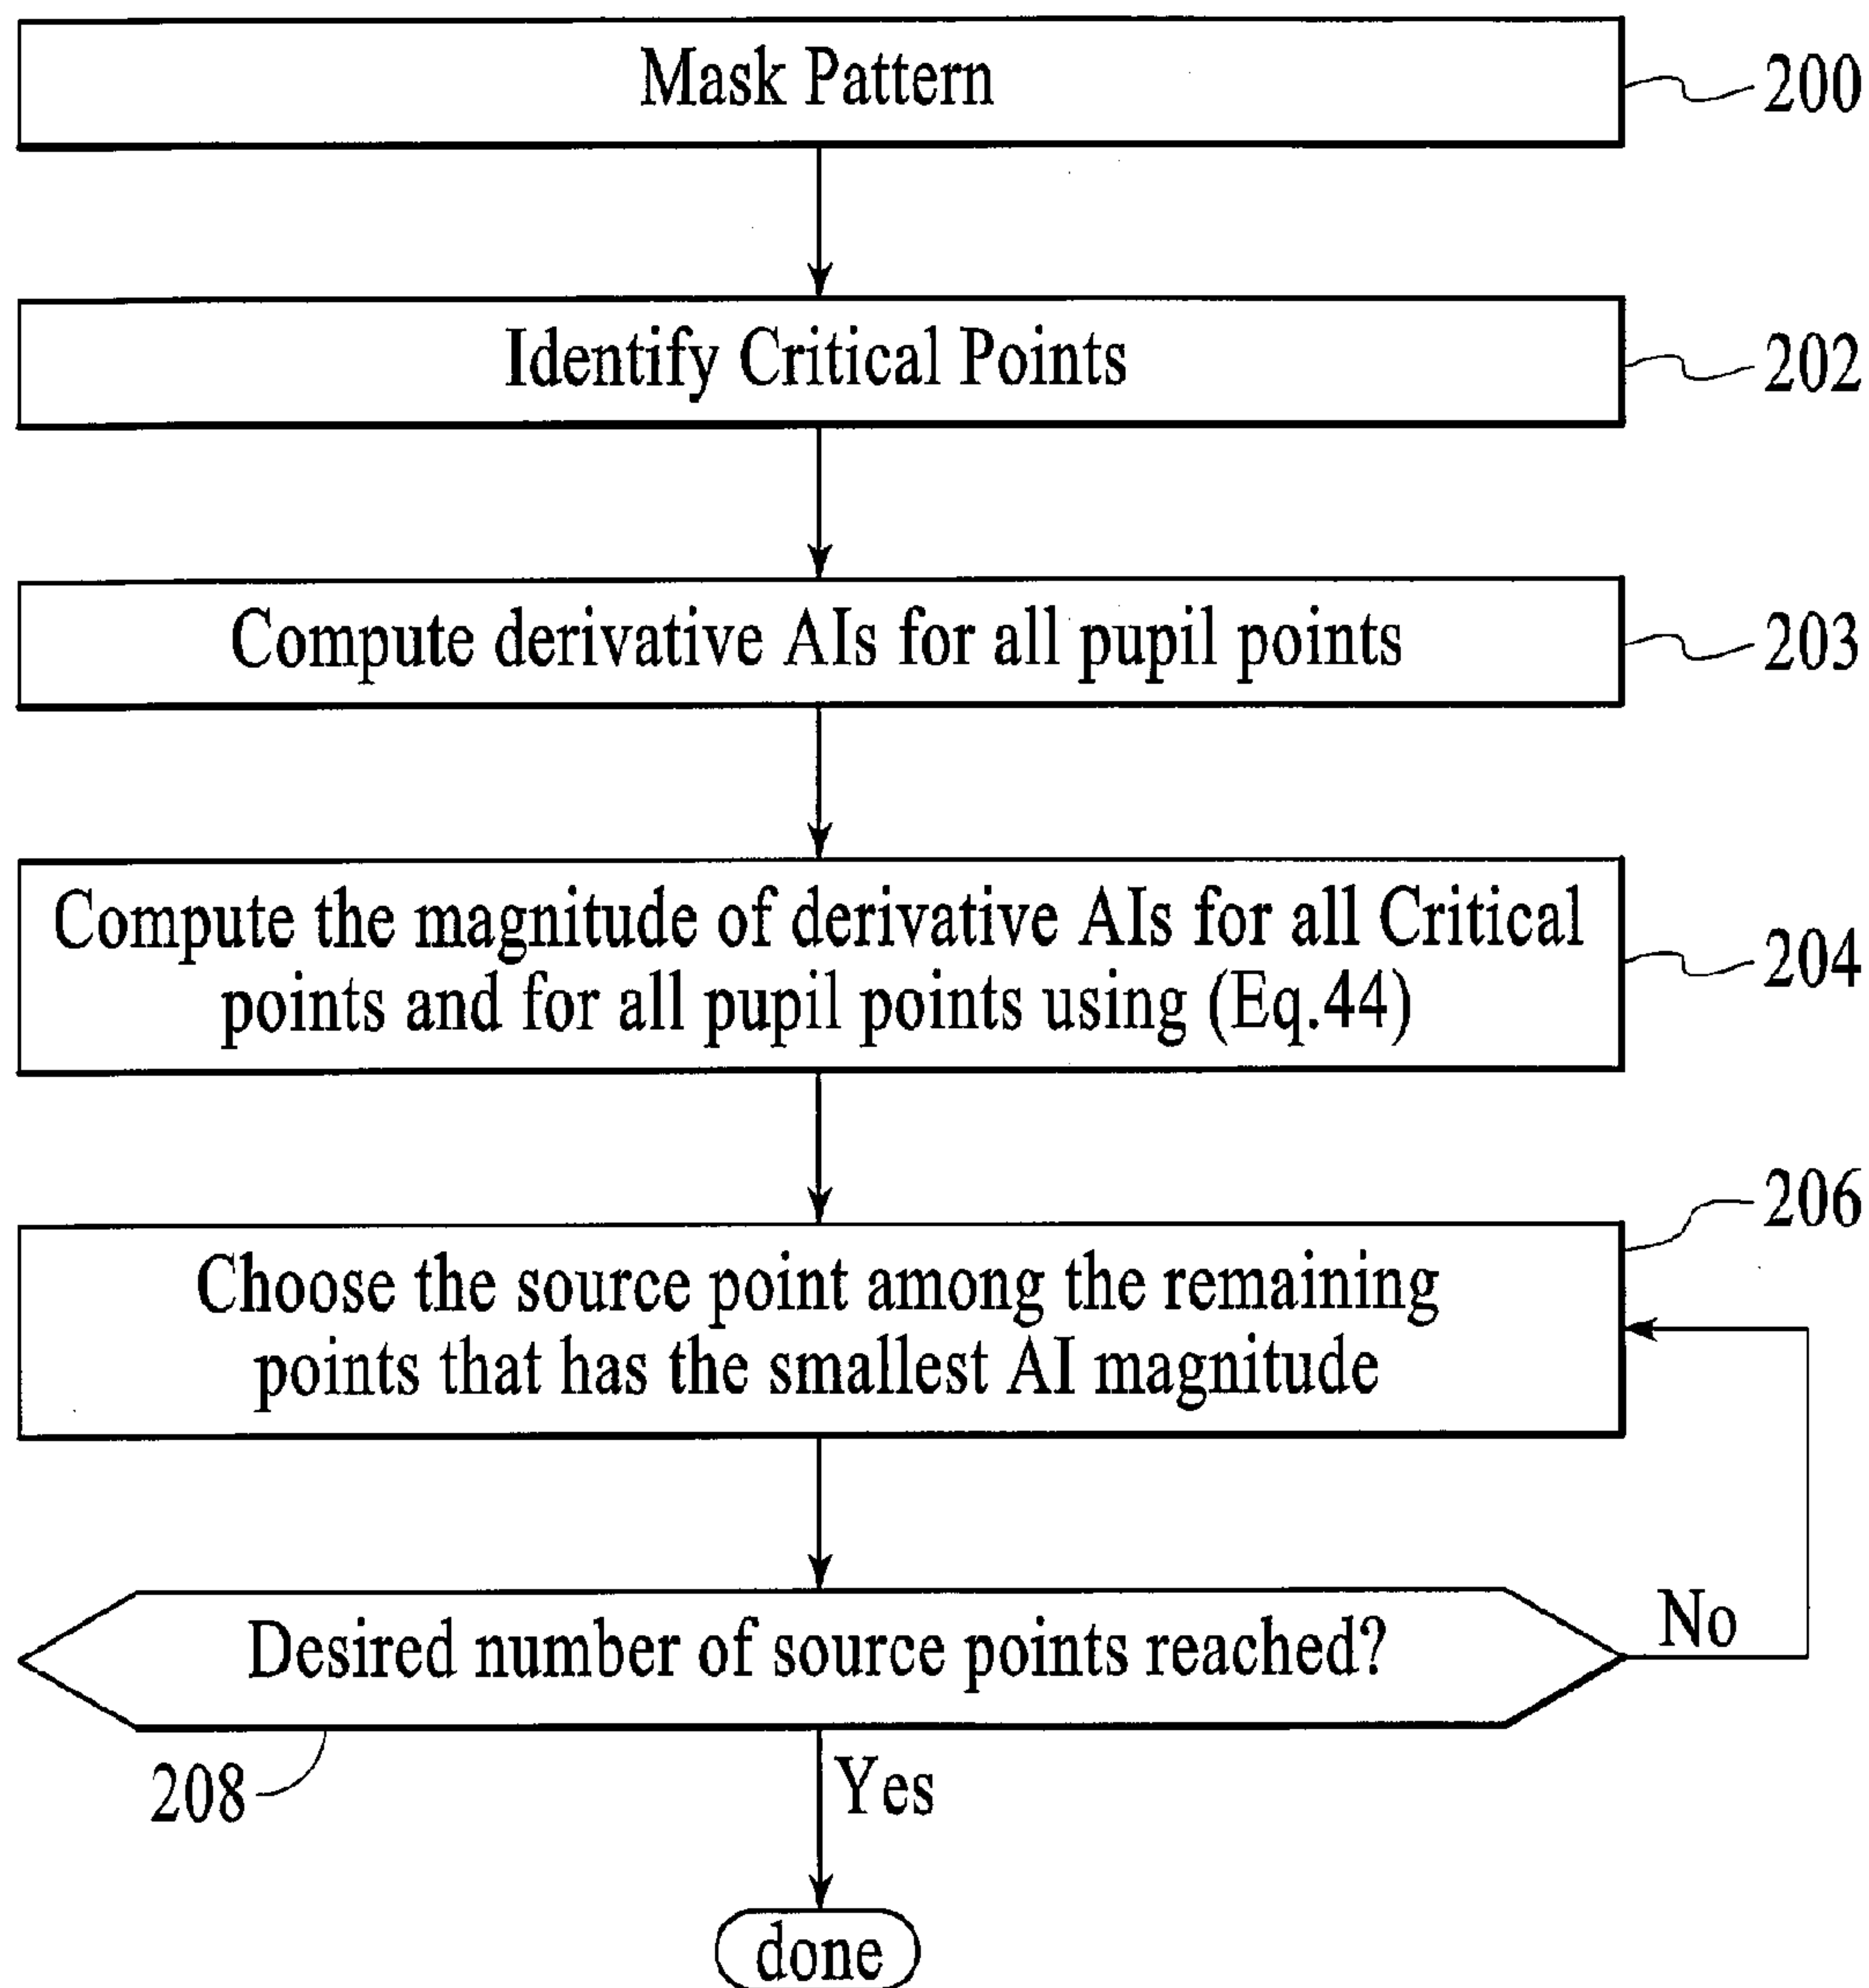 Mask Pattern
200
Identify Critical Points
202
Compute derivative AIs for all pupil points
203
Compute the magnitude of derivative AIs for all Critical
points and for all pupil points using (Eq.44)
204
206
Choose the source point among the remaining
points that has the smallest AI magnitude
Desired number of source points reached?
No
208
Yes
done